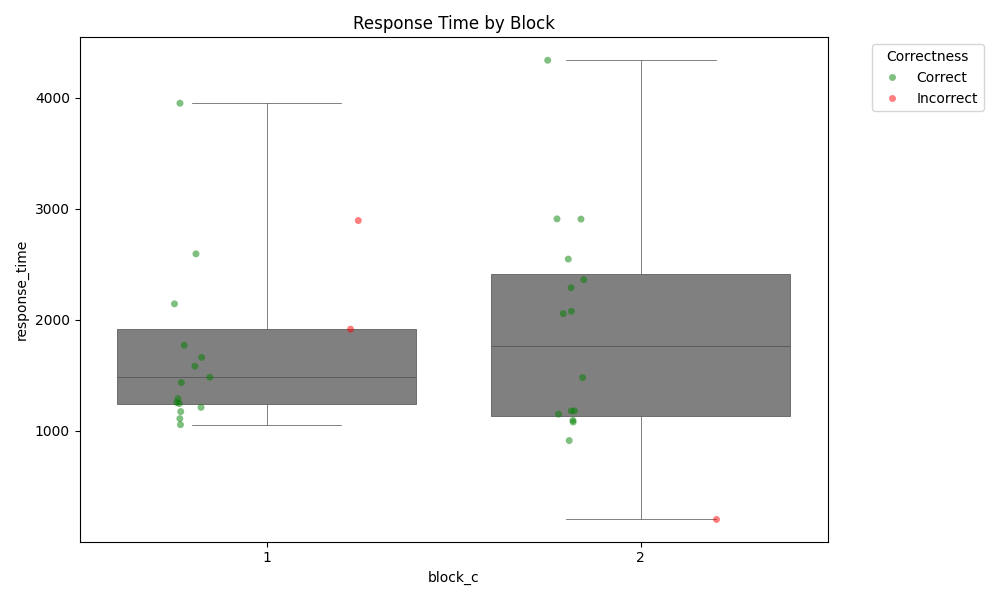 Response Time by Block
Correctness
Correct
Incorrect
4000
3000
2000
1000
response_time
1
2
block_c